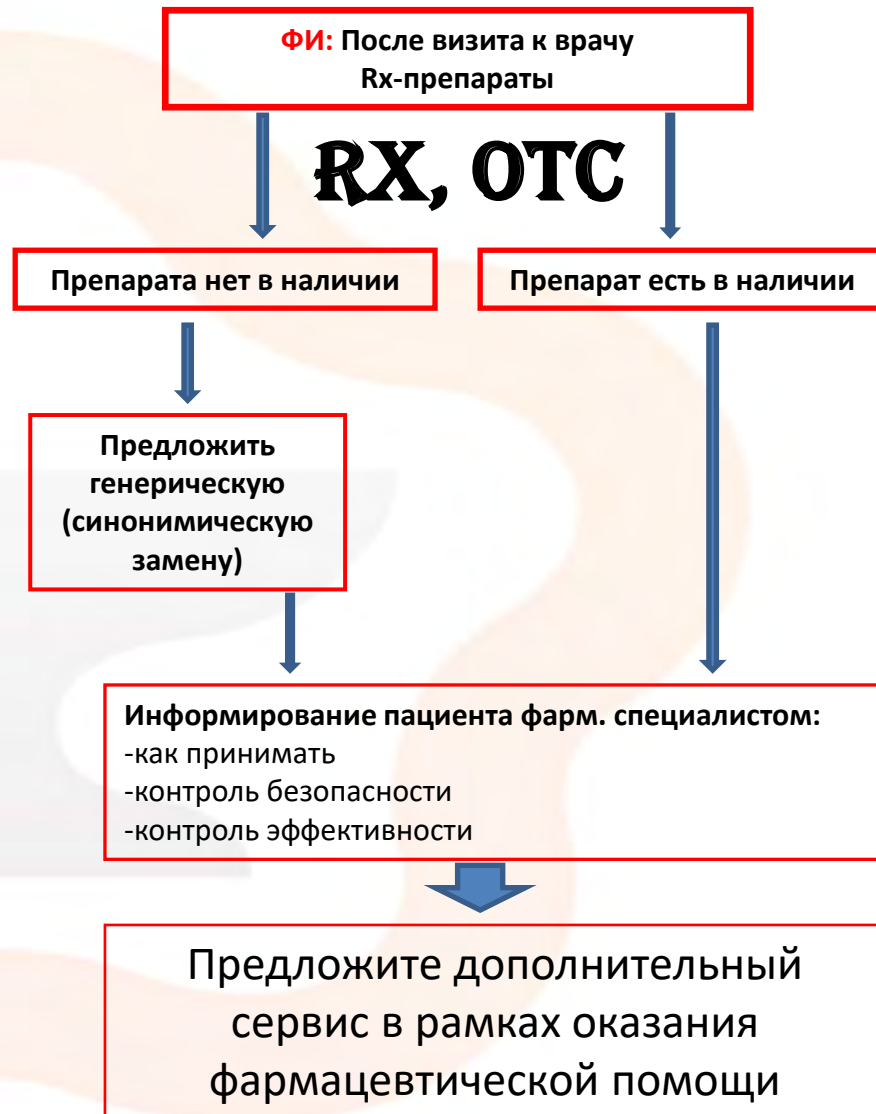 ФИ: После визита к врачу
Rx-препараты
RX, OTC
Препарата нет в наличии
Препарат есть в наличии
Предложить
генерическую
(синонимическую
замену)
Информирование пациента фарм. специалистом:
-как принимать
-контроль безопасности
-контроль эффективности
Предложите дополнительный
сервис в рамках оказания
фармацевтической помощи